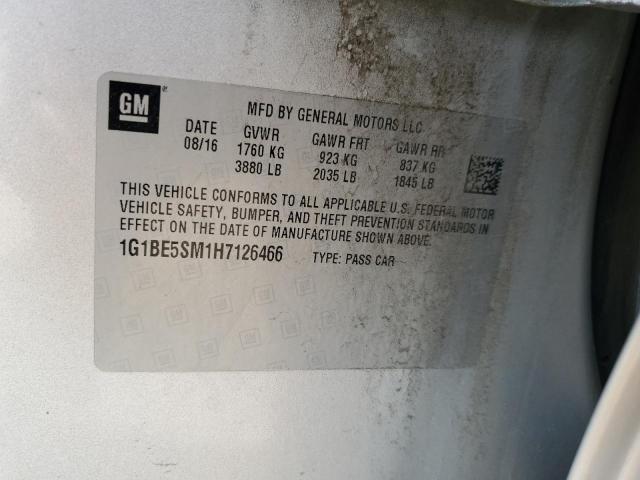 GM
MFD BY GENERAL MOTORS LLC
DATE GVWR GAWR FRT GAWR RR
08/16 1760 KG 923 KG 837 KG
3880 LB 2035 LB 1845 LB
THIS VEHICLE CONFORMS TO ALL APPLICABLE U.S. FEDERAL MOTOR
VEHICLE SAFETY, BUMPER, AND THEFT PREVENTION STANDARDS IN
EFFECT ON THE DATE OF MANUFACTURE SHOWN ABOVE.
1G1BE5SM1H7126466 TYPE: PASS CAR